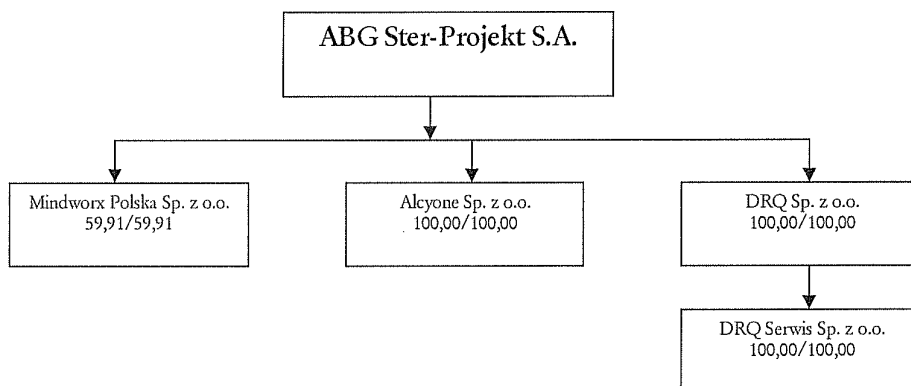 ABG Ster-Projekt S.A.
Mindworx Polska Sp. z o.o.
59,91/59,91
Alcyone Sp. z o.o.
100,00/100,00
DRQ Sp. z o.o.
100,00/100,00
DRQ Serwis Sp. z o.o.
100,00/100,00